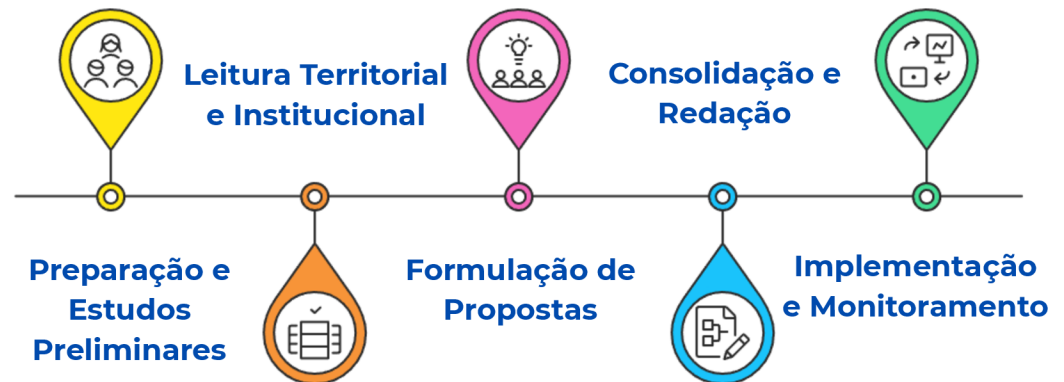 Preparação e
Estudos
Preliminares
Leitura Territorial
e Institucional
Formulação de
Propostas
Consolidação e
Redação
Implementação
e Monitoramento